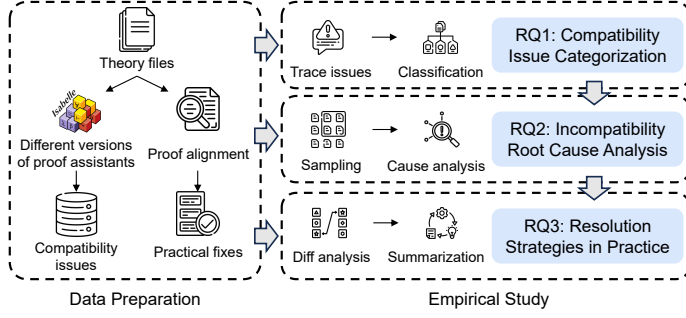 Theory files
Isabelle
Different versions
of proof assistants
Proof alignment
Compatibility
issues
Practical fixes
Data Preparation
Trace issues
Classification
RQ1: Compatibility
Issue Categorization
Sampling
Cause analysis
RQ2: Incompatibility
Root Cause Analysis
Diff analysis
Summarization
RQ3: Resolution
Strategies in Practice
Empirical Study